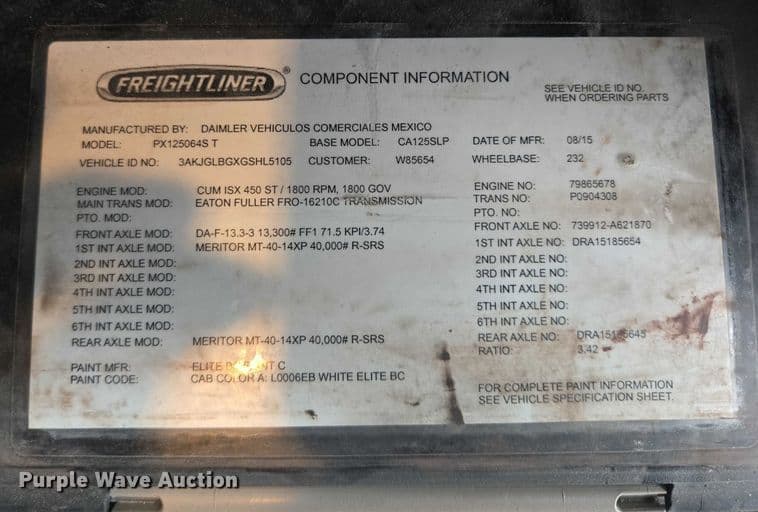 FREIGHTLINER ® COMPONENT INFORMATION
SEE VEHICLE ID NO.
WHEN ORDERING PARTS
MANUFACTURED BY: DAIMLER VEHICULOS COMERCIALES MEXICO
MODEL: PX125064S T BASE MODEL: CA125SLP DATE OF MFR: 08/15
VEHICLE ID NO: 3AKJGLBGXGSHL5105 CUSTOMER: W85654 WHEELBASE: 232
ENGINE MOD: CUM ISX 450 ST / 1800 RPM, 1800 GOV ENGINE NO: 79865678
MAIN TRANS MOD: EATON FULLER FRO-16210C TRANSMISSION TRANS NO: P0904308
PTO. MOD: PTO. NO:
FRONT AXLE MOD: DA-F-13.3-3 13,300# FF1 71.5 KPI/3.74 FRONT AXLE NO: 739912-A621870
1ST INT AXLE MOD: MERITOR MT-40-14XP 40,000# R-SRS 1ST INT AXLE NO: DRA15185654
2ND INT AXLE MOD: 2ND INT AXLE NO:
3RD INT AXLE MOD: 3RD INT AXLE NO:
4TH INT AXLE MOD: 4TH INT AXLE NO:
5TH INT AXLE MOD: 5TH INT AXLE NO:
6TH INT AXLE MOD: 6TH INT AXLE NO:
REAR AXLE MOD: MERITOR MT-40-14XP 40,000# R-SRS REAR AXLE NO:
RATIO: 3.42
PAINT MFR: ELITE C
PAINT CODE: CAB COLOR A: L0006EB WHITE ELITE BC
FOR COMPLETE PAINT INFORMATION
SEE VEHICLE SPECIFICATION SHEET.
Purple Wave Auction